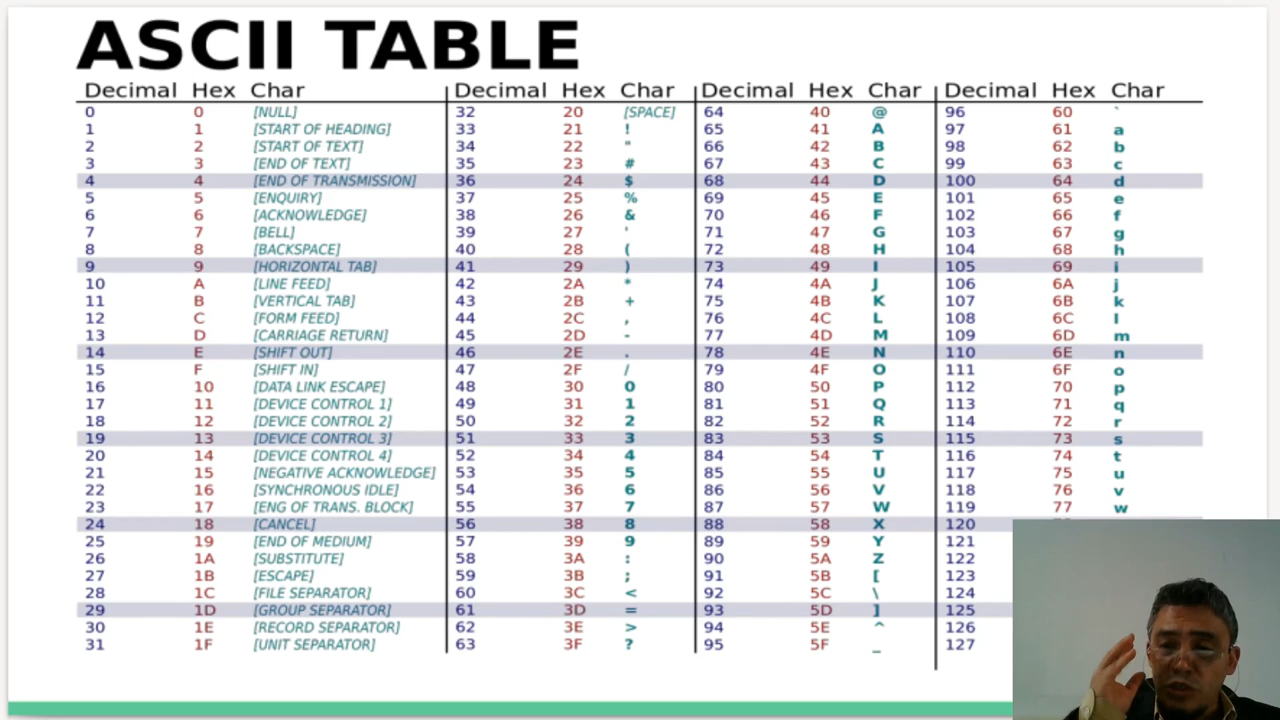 ASCII TABLE
Decimal Hex Char Decimal Hex Char Decimal Hex Char Decimal Hex Char
0 0 [NULL] 32 20 [SPACE] 64 40 @ 96 60 `
1 1 [START OF HEADING] 33 21 ! 65 41 A 97 61 a
2 2 [START OF TEXT] 34 22 " 66 42 B 98 62 b
3 3 [END OF TEXT] 35 23 # 67 43 C 99 63 c
4 4 [END OF TRANSMISSION] 36 24 $ 68 44 D 100 64 d
5 5 [ENQUIRY] 37 25 % 69 45 E 101 65 e
6 6 [ACKNOWLEDGE] 38 26 & 70 46 F 102 66 f
7 7 [BELL] 39 27 ' 71 47 G 103 67 g
8 8 [BACKSPACE] 40 28 ( 72 48 H 104 68 h
9 9 [HORIZONTAL TAB] 41 29 ) 73 49 I 105 69 i
10 A [LINE FEED] 42 2A * 74 4A J 106 6A j
11 B [VERTICAL TAB] 43 2B + 75 4B K 107 6B k
12 C [FORM FEED] 44 2C , 76 4C L 108 6C l
13 D [CARRIAGE RETURN] 45 2D - 77 4D M 109 6D m
14 E [SHIFT OUT] 46 2E . 78 4E N 110 6E n
15 F [SHIFT IN] 47 2F / 79 4F O 111 6F o
16 10 [DATA LINK ESCAPE] 48 30 0 80 50 P 112 70 p
17 11 [DEVICE CONTROL 1] 49 31 1 81 51 Q 113 71 q
18 12 [DEVICE CONTROL 2] 50 32 2 82 52 R 114 72 r
19 13 [DEVICE CONTROL 3] 51 33 3 83 53 S 115 73 s
20 14 [DEVICE CONTROL 4] 52 34 4 84 54 T 116 74 t
21 15 [NEGATIVE ACKNOWLEDGE] 53 35 5 85 55 U 117 75 u
22 16 [SYNCHRONOUS IDLE] 54 36 6 86 56 V 118 76 v
23 17 [ENG OF TRANS. BLOCK] 55 37 7 87 57 W 119 77 w
24 18 [CANCEL] 56 38 8 88 58 X 120
25 19 [END OF MEDIUM] 57 39 9 89 59 Y 121
26 1A [SUBSTITUTE] 58 3A : 90 5A Z 122
27 1B [ESCAPE] 59 3B ; 91 5B [ 123
28 1C [FILE SEPARATOR] 60 3C < 92 5C \ 124
29 1D [GROUP SEPARATOR] 61 3D = 93 5D ] 125
30 1E [RECORD SEPARATOR] 62 3E > 94 5E ^ 126
31 1F [UNIT SEPARATOR] 63 3F ? 95 5F _ 127